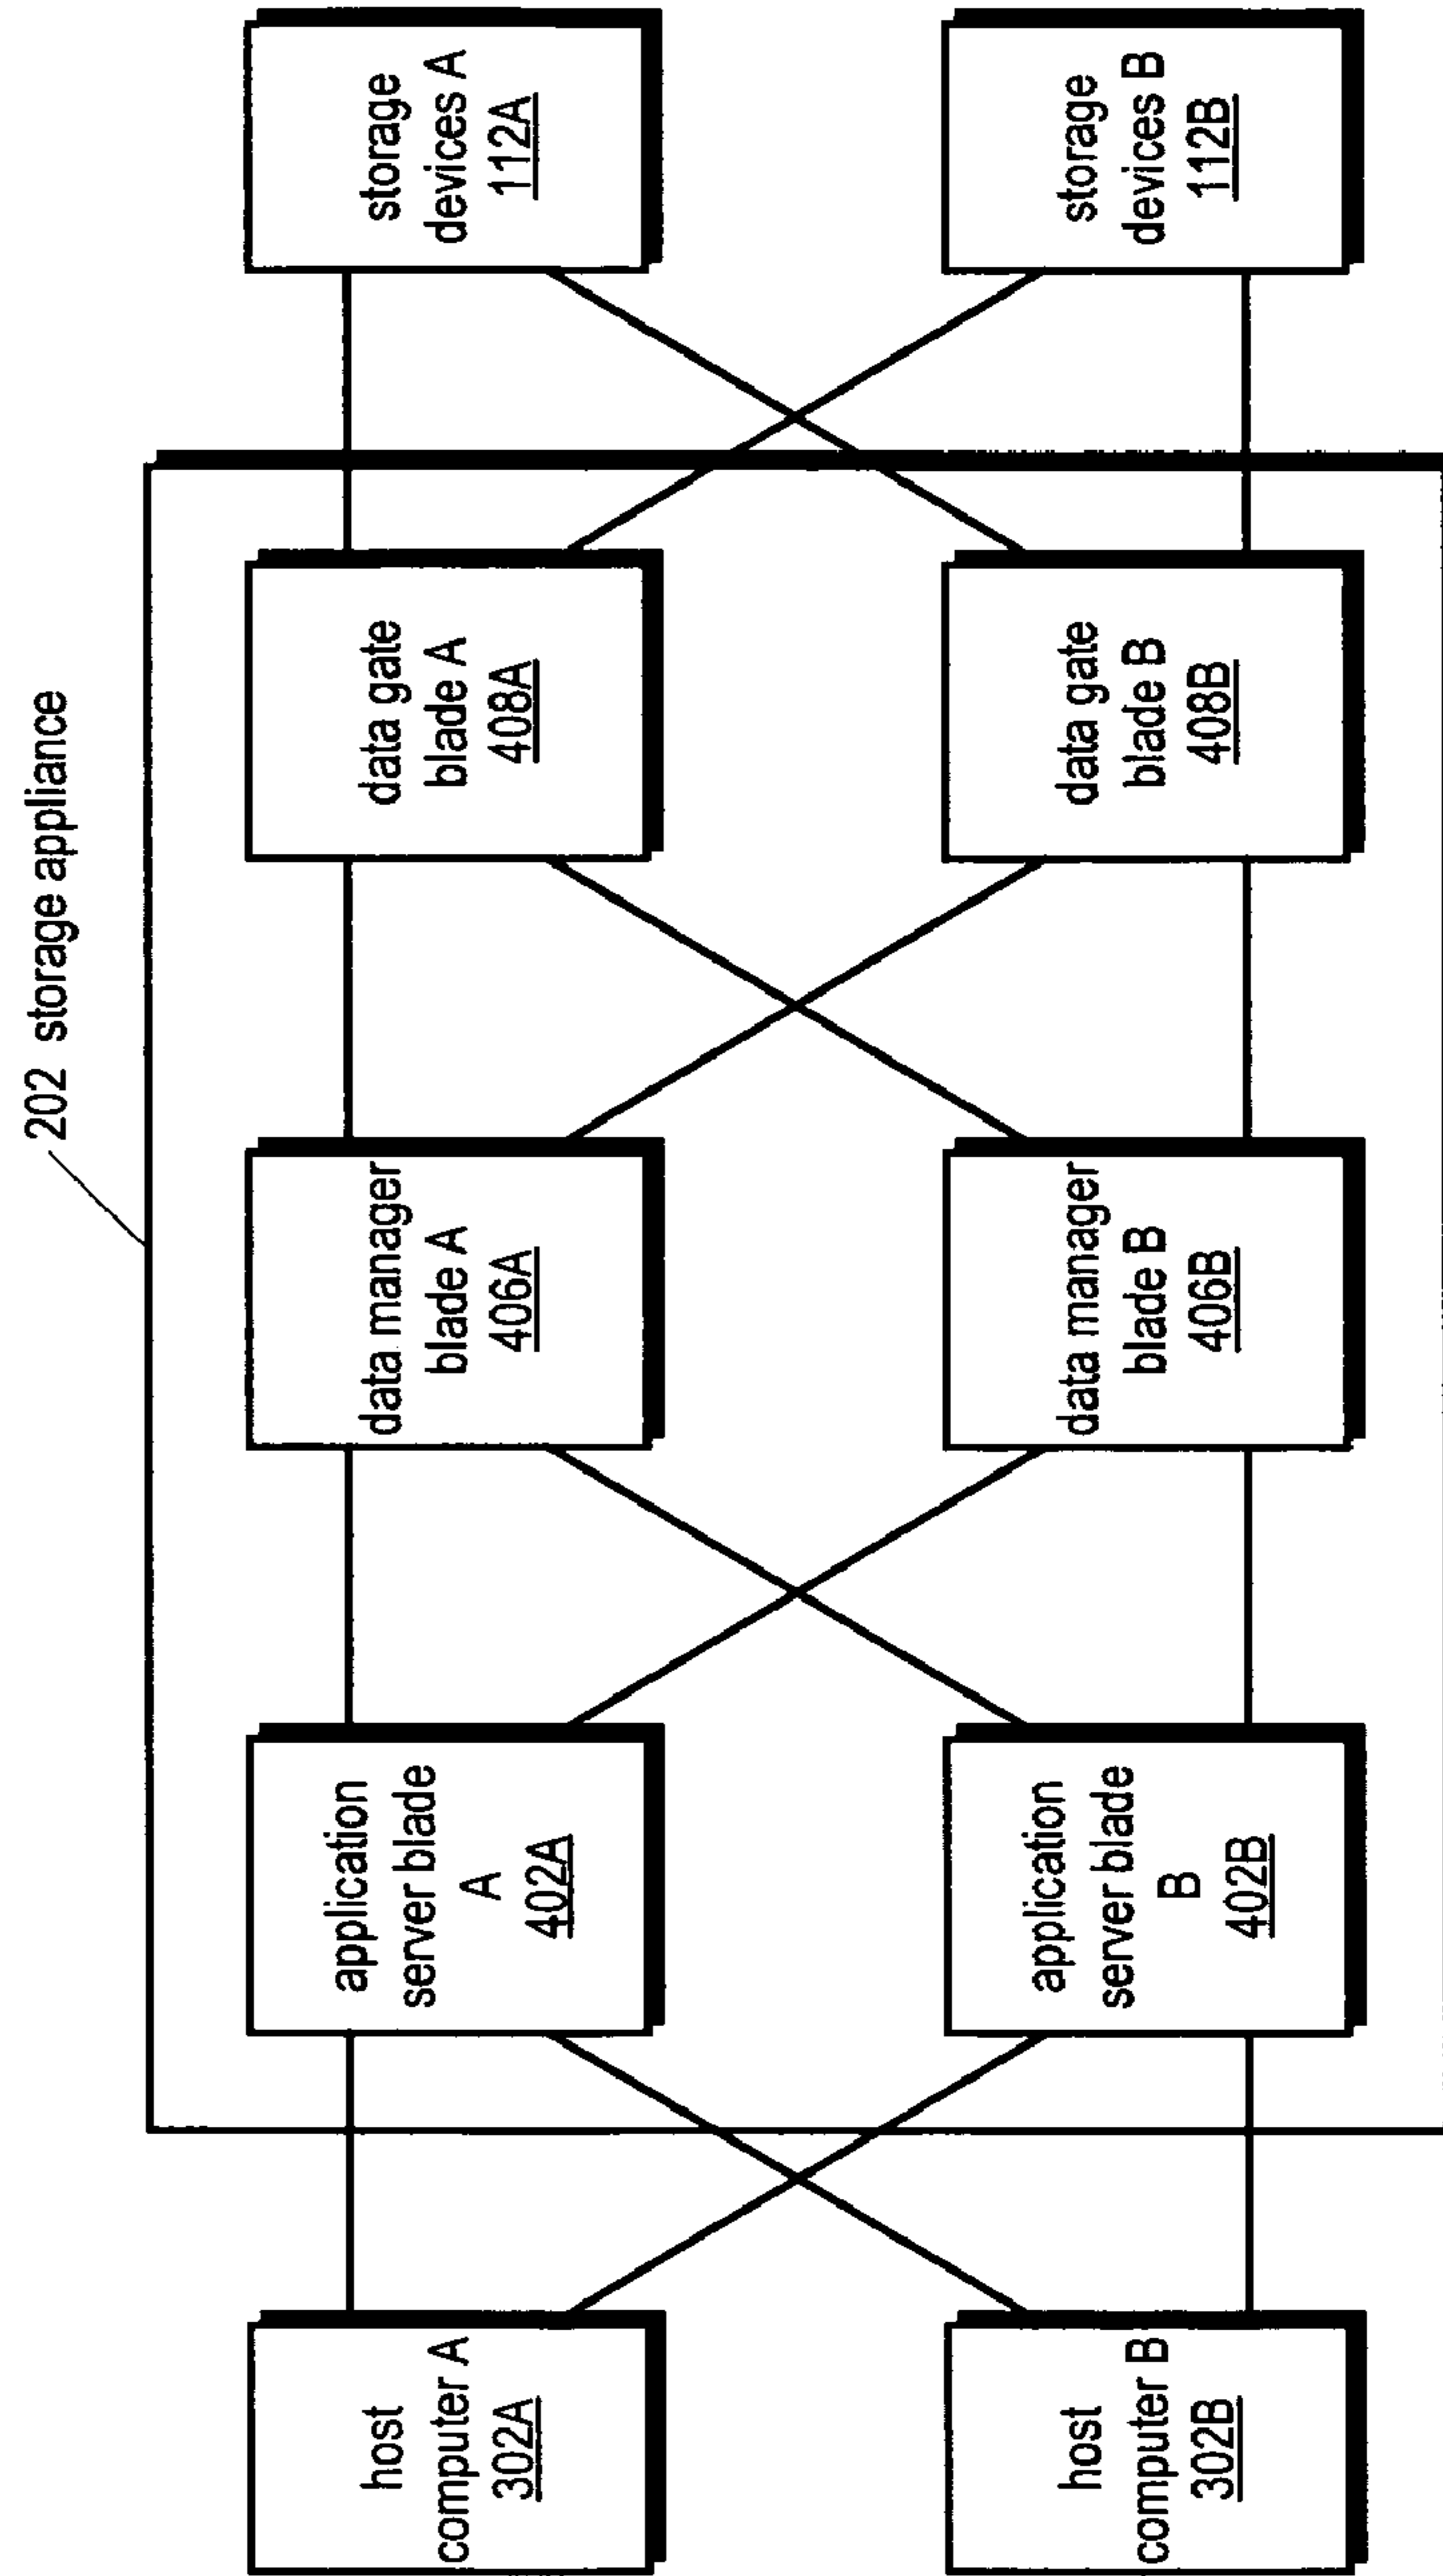 202 storage appliance
host
computer A
302A
application
server blade
A
402A
data manager
blade A
406A
data gate
blade A
408A
storage
devices A
112A
host
computer B
302B
application
server blade
B
402B
data manager
blade B
406B
data gate
blade B
408B
storage
devices B
112B